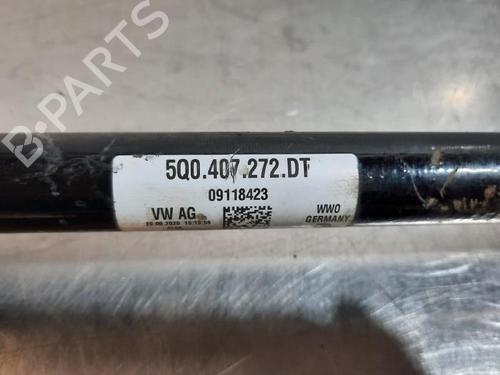 5Q0.407.272.DT
09118423
VW AG
WWO
GERMANY
B-PARTS